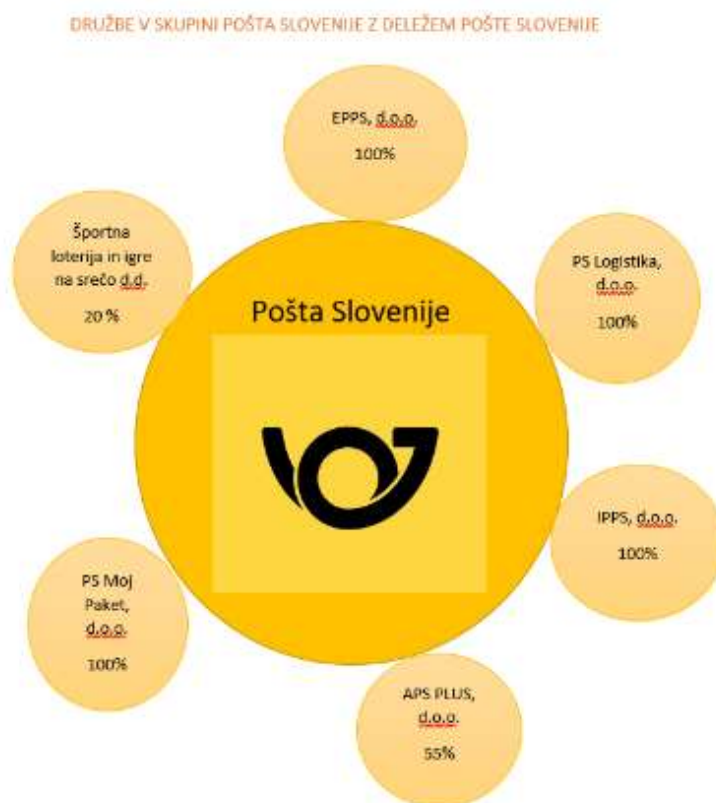 DRUŽBE V SKUPINI POŠTA SLOVENIJE Z DELEŽEM POŠTE SLOVENIJE
EPPS, d.o.o.
100%
Športna
loterija in igre
na srečo d.d.
20 %
PS Logistika,
d.o.o.
100%
Pošta Slovenije
IPPS, d.o.o.
100%
PS Moj
Paket,
d.o.o.
100%
APS PLUS,
d.o.o.
55%